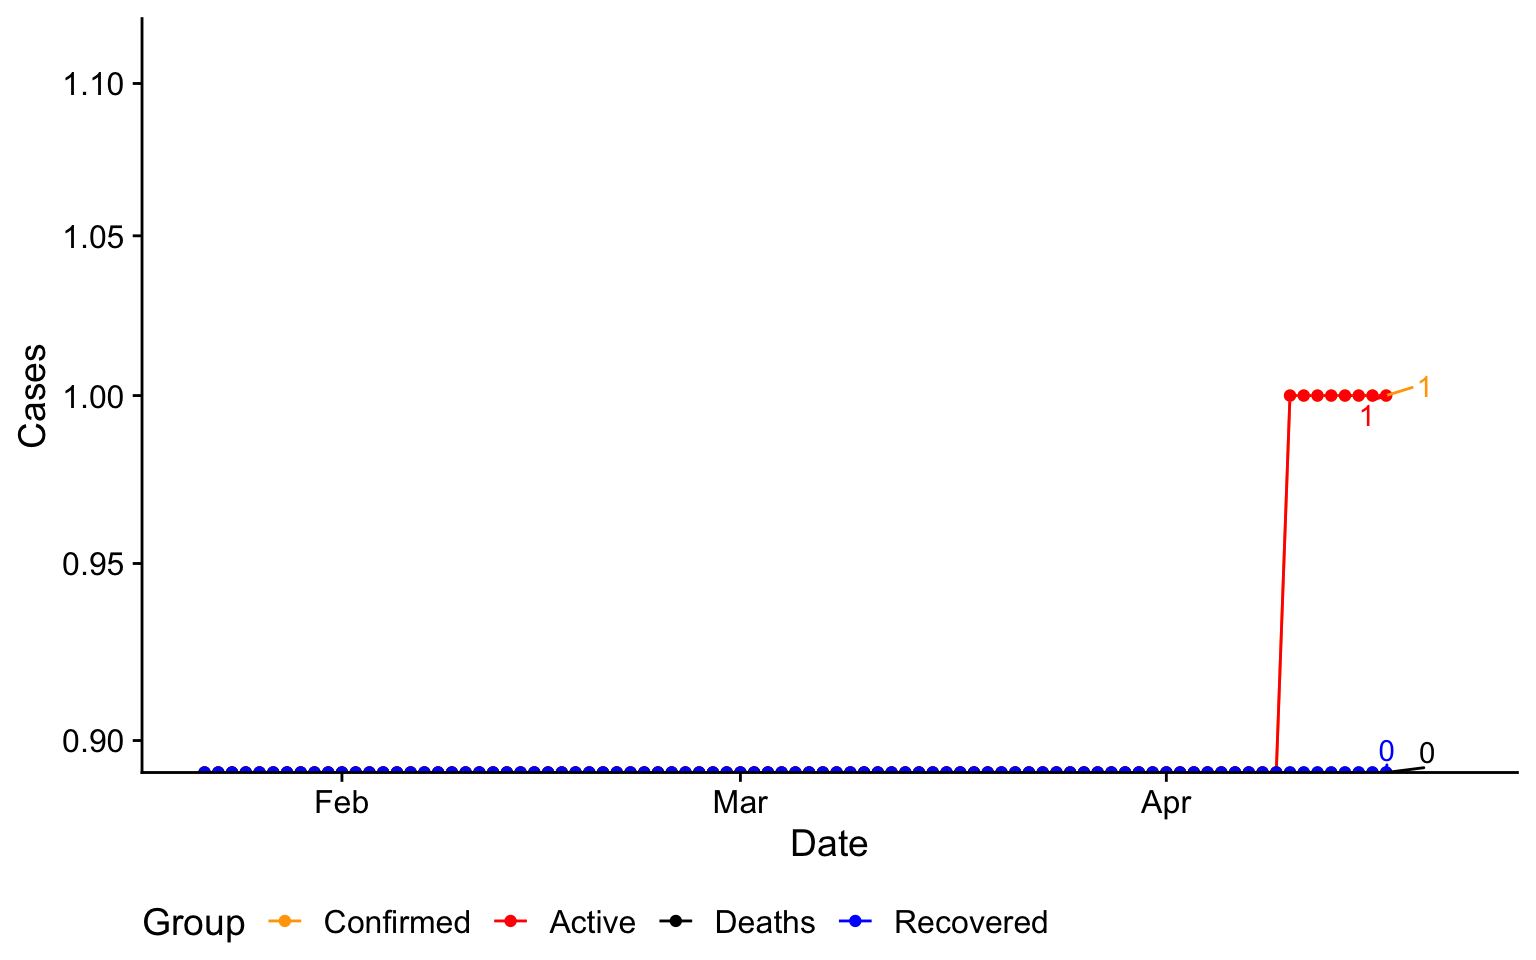 1.10
1.05
1.00
0.95
0.90
Cases
1
1
0
0
Feb Mar Apr
Date
Group Confirmed Active Deaths Recovered